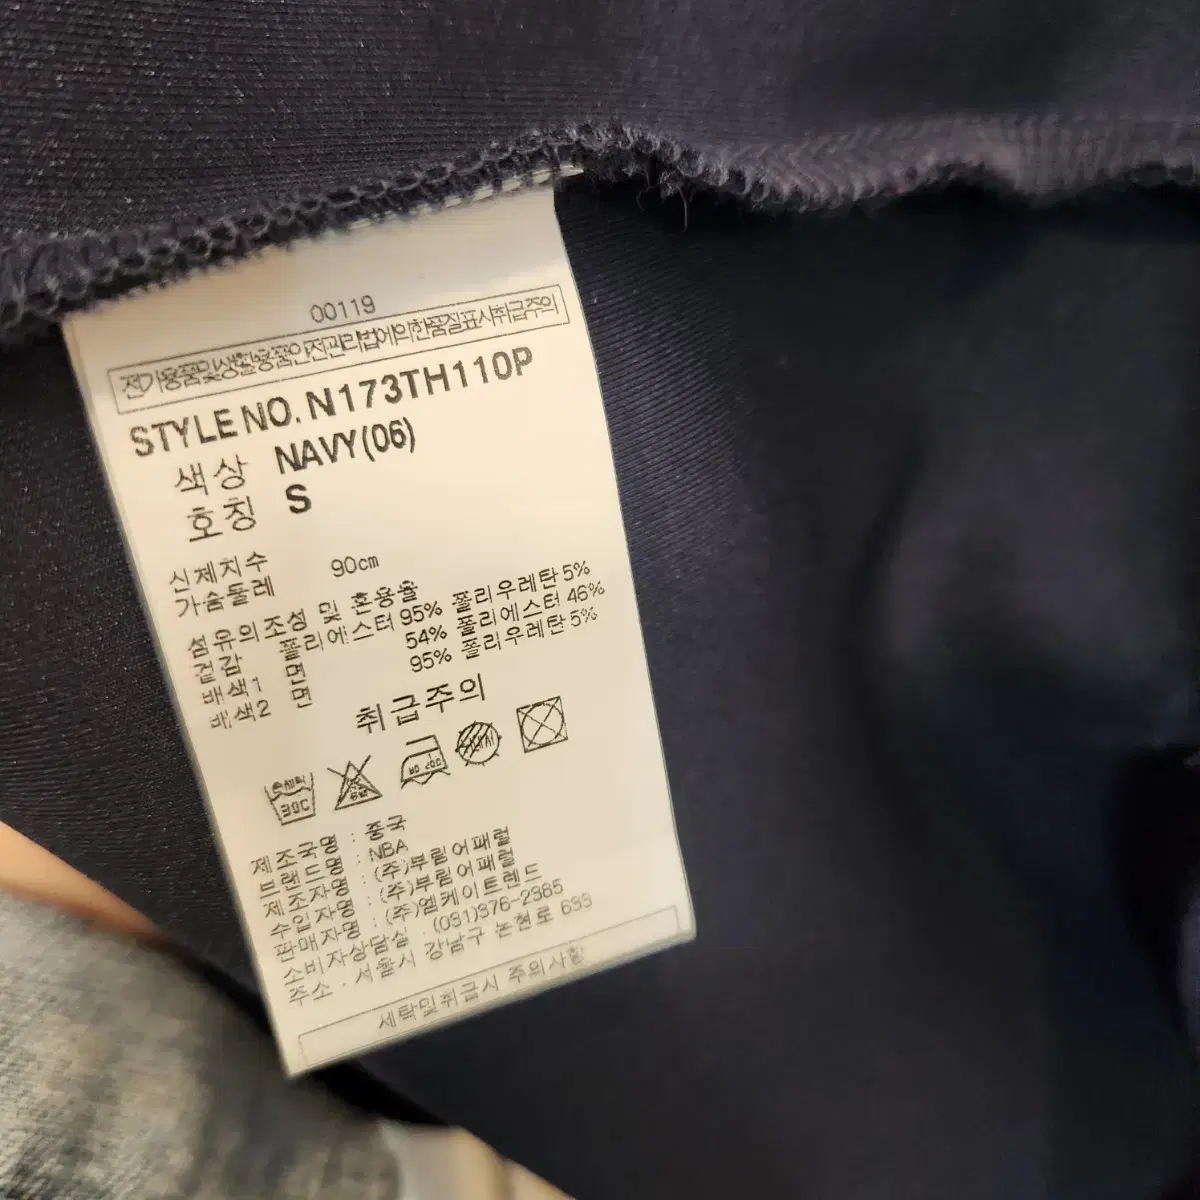 00119
전기용품및생활용품안전관리법에의한품질표시취급주의
STYLE NO. N173TH110P
색상 NAVY(06)
호칭 S
신체치수
가슴둘레 90cm
섬유의 조성 및 혼용율
겉감 폴리에스터 95% 폴리우레탄 5%
배색1 면 54% 폴리에스터 46%
배색2 면 95% 폴리우레탄 5%
취급주의
30C
제조국명 : 중국
브랜드명 : NBA
제조자명 : (주)부림어패럴
수입자명 : (주)부림어패럴
판매자명 : (주)엠케이트렌드
소비자상담실 : (031)376-2385
주소 : 서울시 강남구 논현로 633
세탁및취급시 주의사항